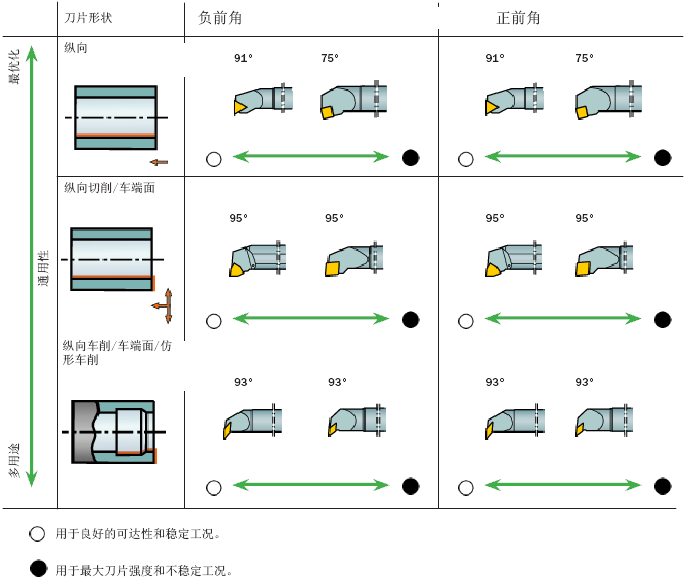 刀片形状
负前角
正前角
最优化
通用性
多用途
纵向
91°
75°
91°
75°
纵向切削/车端面
95°
95°
95°
95°
纵向车削/车端面/仿
形车削
93°
93°
93°
93°
用于良好的可达性和稳定工况。
用于最大刀片强度和不稳定工况。